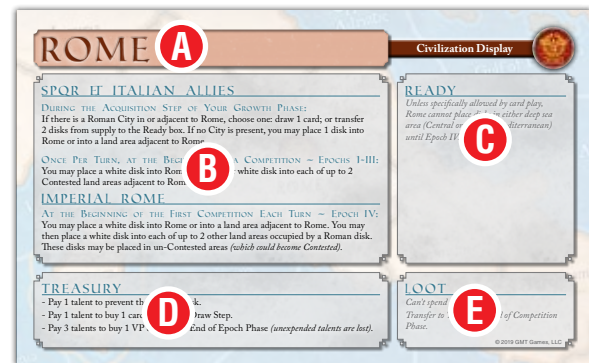 ROME
A
Civilization Display
SPQR ET ITALIAN ALLIES
During the Acquisition Step of Your Growth Phase:
If there is a Roman City in or adjacent to Rome, choose one: draw 1 card; or transfer
2 disks from supply to the Ready box. If no City is present, you may place 1 disk into
Rome or into a land area adjacent to Rome.
Once Per Turn, at the Beg a Competition ~ Epochs I-III:
You may place a white disk into Rom white disk into each of up to 2
Contested land areas adjacent to Rom
B
IMPERIAL ROME
At the Beginning of the First Competition Each Turn ~ Epoch IV:
You may place a white disk into Rome or into a land area adjacent to Rome. You may
then place a white disk into each of up to 2 other land areas occupied by a Roman disk.
These disks may be placed in un-Contested areas (which could become Contested).
READY
Unless specifically allowed by card play,
Rome cannot place in either deep sea
area (Central or diterranean)
until Epoch IV
C
TREASURY
- Pay 1 talent to prevent th k.
- Pay 1 talent to buy 1 car Draw Step.
- Pay 3 talents to buy 1 VP End of Epoch Phase (unexpended talents are lost).
D
LOOT
Can't spend
Transfer to of Competition
Phase.
E
© 2019 GMT Games, LLC